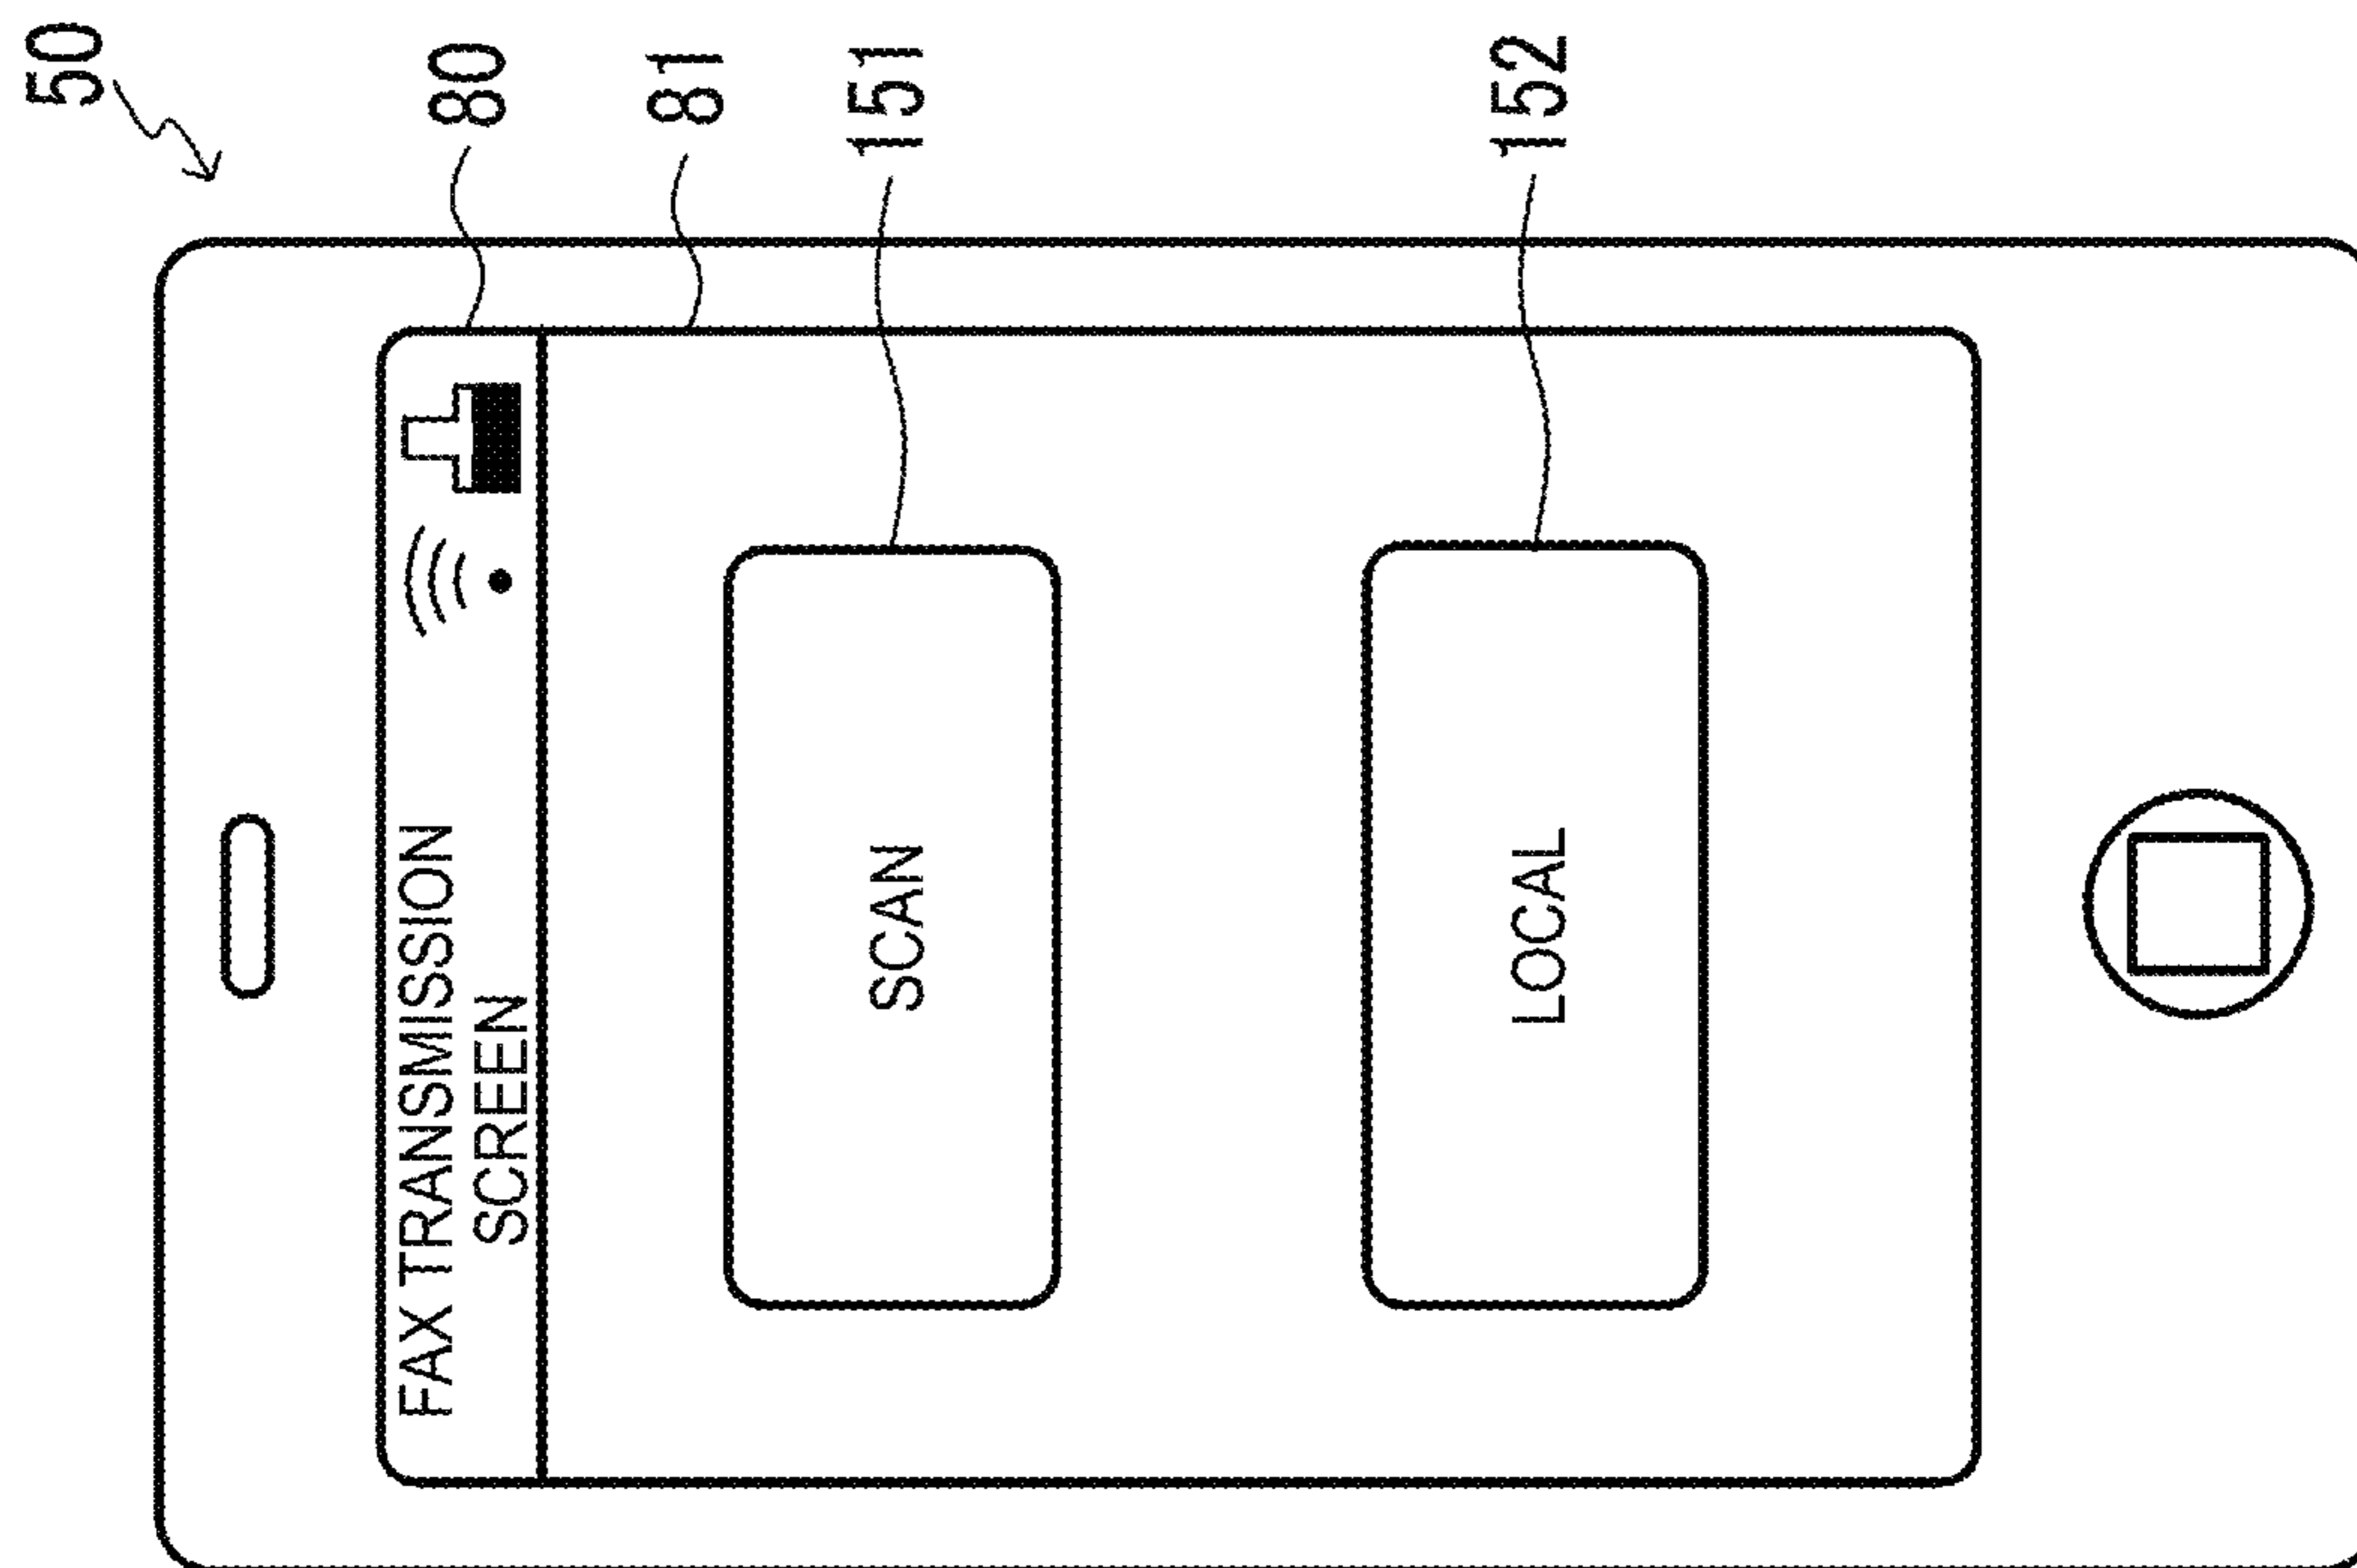 50
80
FAX TRANSMISSION
SCREEN
81
151
SCAN
152
LOCAL